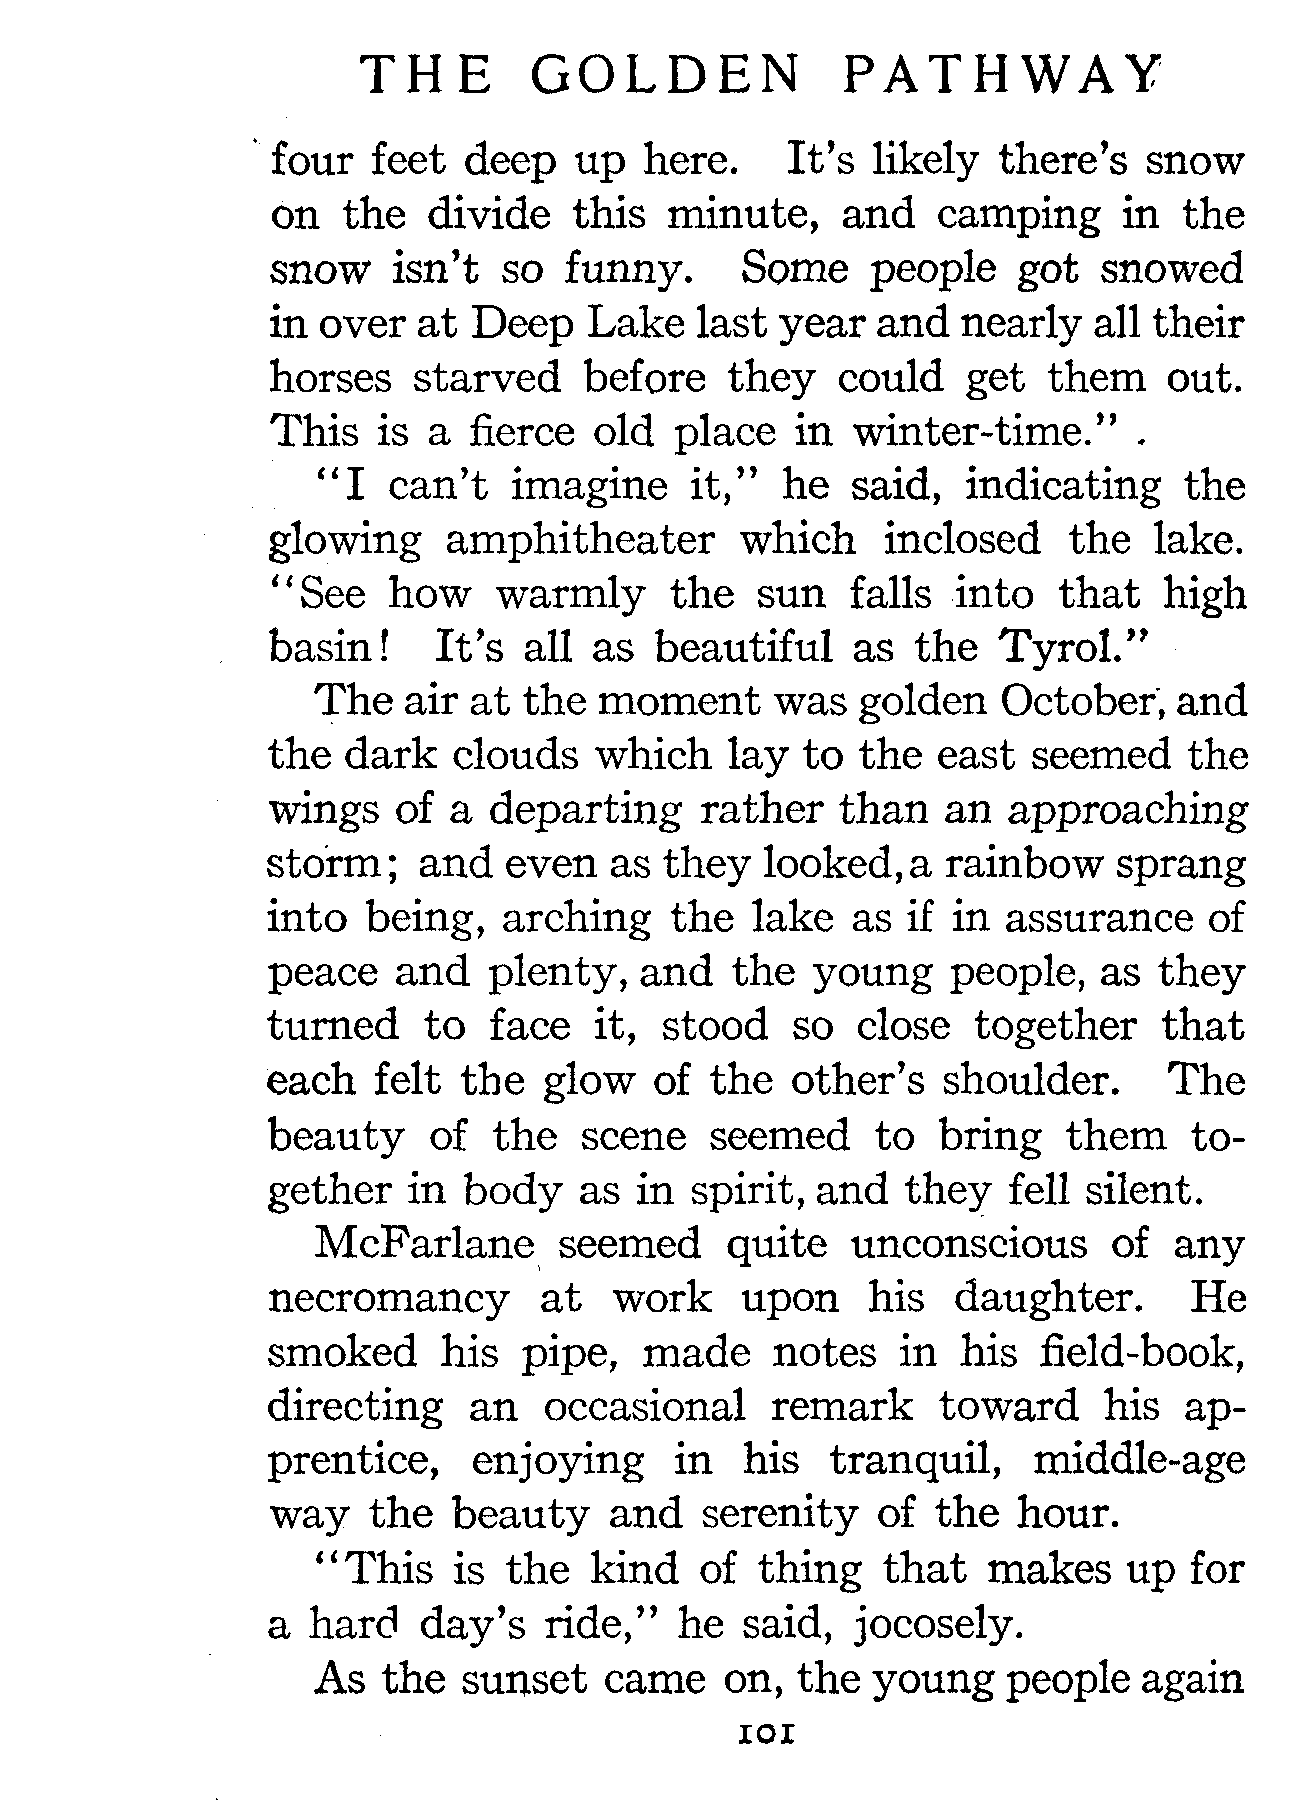 THE GOLDEN PATHWAY
four feet deep up here. It's likely there's snow
on the divide this minute, and camping in the
snow isn't so funny. Some people got snowed
in over at Deep Lake last year and nearly all their
horses starved before they could get them out.
This is a fierce old place in winter-time."
"I can't imagine it," he said, indicating the
glowing amphitheater which inclosed the lake.
"See how warmly the sun falls into that high
basin! It's all as beautiful as the Tyrol."
The air at the moment was golden October, and
the dark clouds which lay to the east seemed the
wings of a departing rather than an approaching
storm; and even as they looked, a rainbow sprang
into being, arching the lake as if in assurance of
peace and plenty, and the young people, as they
turned to face it, stood so close together that
each felt the glow of the other's shoulder. The
beauty of the scene seemed to bring them to-
gether in body as in spirit, and they fell silent.
McFarlane seemed quite unconscious of any
necromancy at work upon his daughter. He
smoked his pipe, made notes in his field-book,
directing an occasional remark toward his ap-
prentice, enjoying in his tranquil, middle-age
way the beauty and serenity of the hour.
"This is the kind of thing that makes up for
a hard day's ride," he said, jocosely.
As the sunset came on, the young people again
101